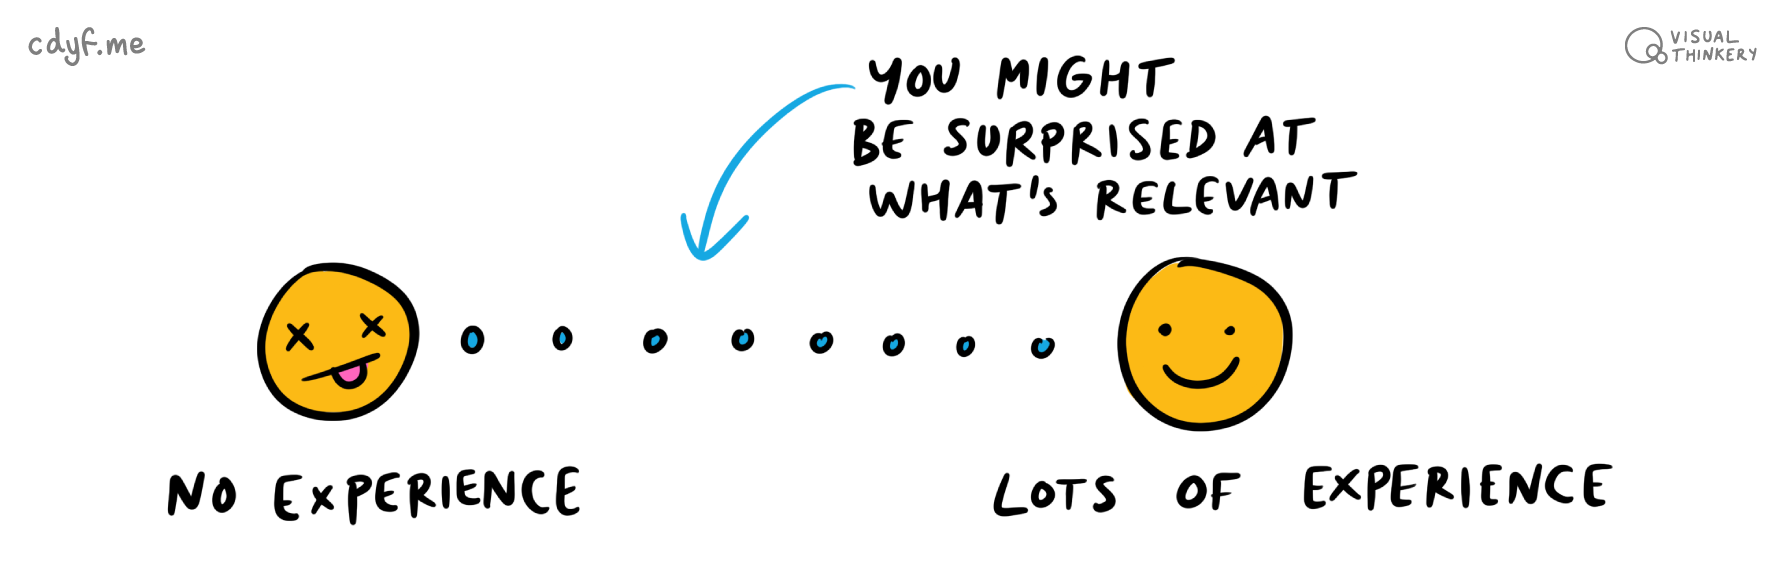 cdyf.me
VISUAL
THINKERY
YOU MIGHT
BE SURPRISED AT
WHAT'S RELEVANT
NO EXPERIENCE
LOTS OF EXPERIENCE